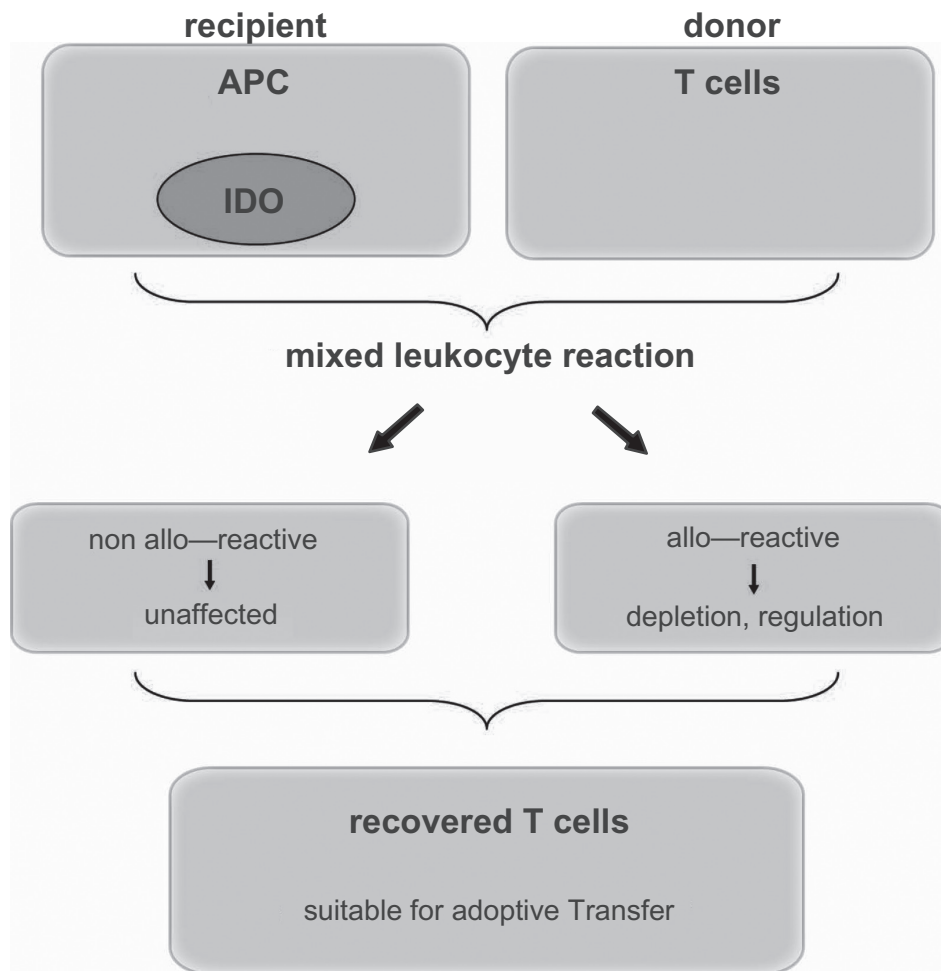 recipient
donor
APC
T cells
IDO
mixed leukocyte reaction
non allo—reactive
allo—reactive
unaffected
depletion, regulation
recovered T cells
suitable for adoptive Transfer